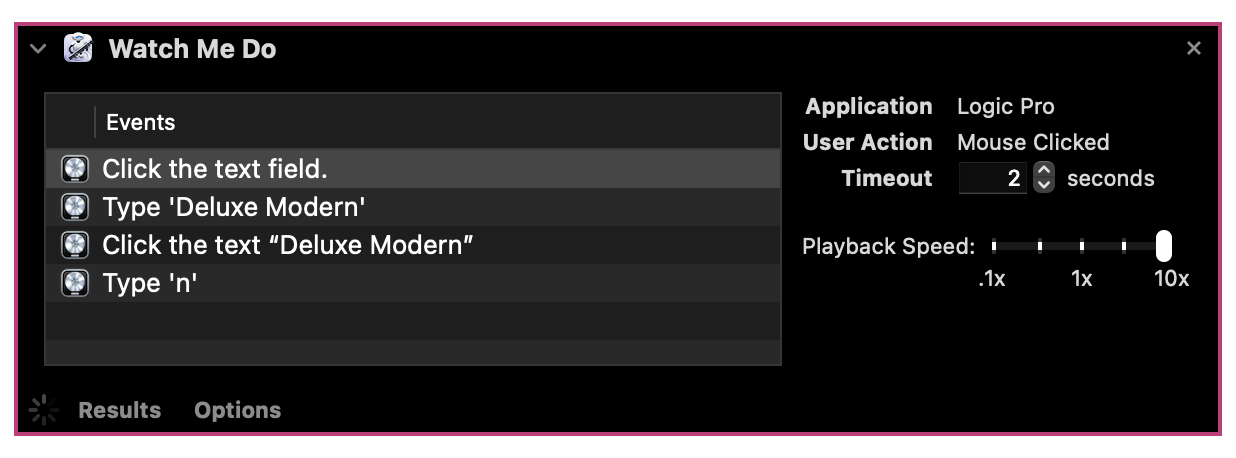 Watch Me Do
Events
Click the text field.
Type 'Deluxe Modern'
Click the text “Deluxe Modern”
Type 'n'
Application Logic Pro
User Action Mouse Clicked
Timeout 2 seconds
Playback Speed:
.1x 1x 10x
Results Options